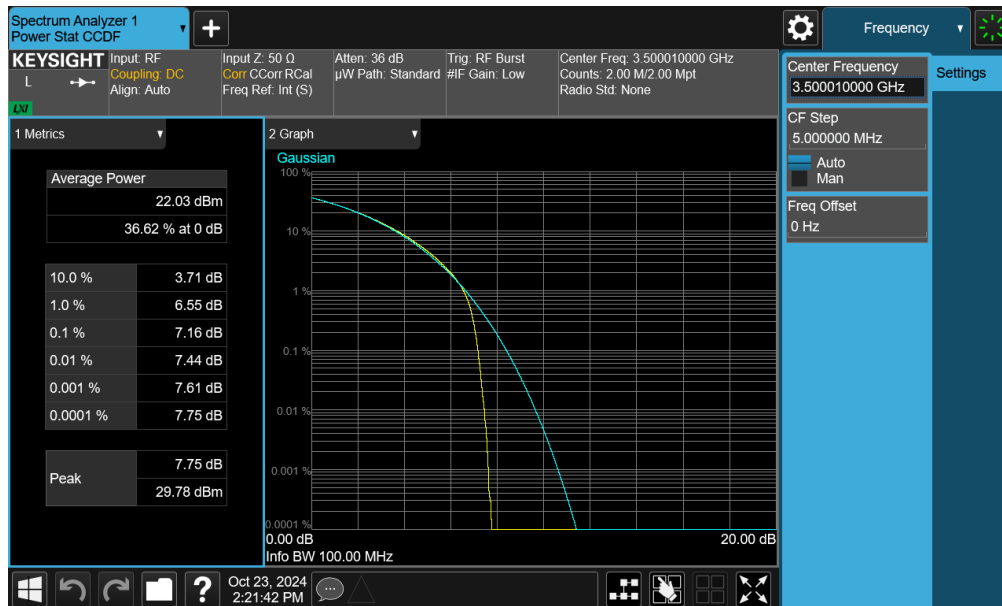 Spectrum Analyzer 1
Power Stat CCDF
+
Frequency
KEYSIGHT
L
LXI
Input: RF
Coupling: DC
Align: Auto
Input Z: 50 Ω
Corr CCorr RCal
Freq Ref: Int (S)
Atten: 36 dB
µW Path: Standard
Trig: RF Burst
#IF Gain: Low
Center Freq: 3.500010000 GHz
Counts: 2.00 M/2.00 Mpt
Radio Std: None
Center Frequency
3.500010000 GHz
Settings
CF Step
5.000000 MHz
Auto
Man
Freq Offset
0 Hz
1 Metrics
Average Power
22.03 dBm
36.62 % at 0 dB
10.0 % 3.71 dB
1.0 % 6.55 dB
0.1 % 7.16 dB
0.01 % 7.44 dB
0.001 % 7.61 dB
0.0001 % 7.75 dB
Peak
7.75 dB
29.78 dBm
2 Graph
Gaussian
100 %
10 %
1 %
0.1 %
0.01 %
0.001 %
0.0001 %
0.00 dB 20.00 dB
Info BW 100.00 MHz
?
Oct 23, 2024
2:21:42 PM